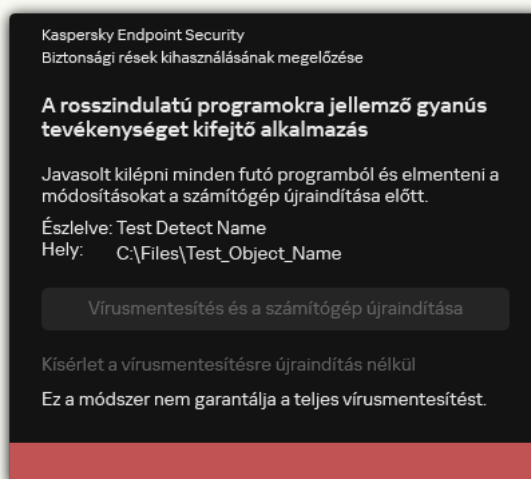 Kaspersky Endpoint Security
Biztonsági rések kihasználásának megelőzése
A rosszindulatú programokra jellemző gyanús
tevékenységet kifejtő alkalmazás
Javasolt kilépni minden futó programból és elmenteni a
módosításokat a számítógép újraindítása előtt.
Észlelve: Test Detect Name
Hely: C:\Files\Test_Object_Name
Vírusmentesítés és a számítógép újraindítása
Kísérlet a vírusmentesítésre újraindítás nélkül
Ez a módszer nem garantálja a teljes vírusmentesítést.